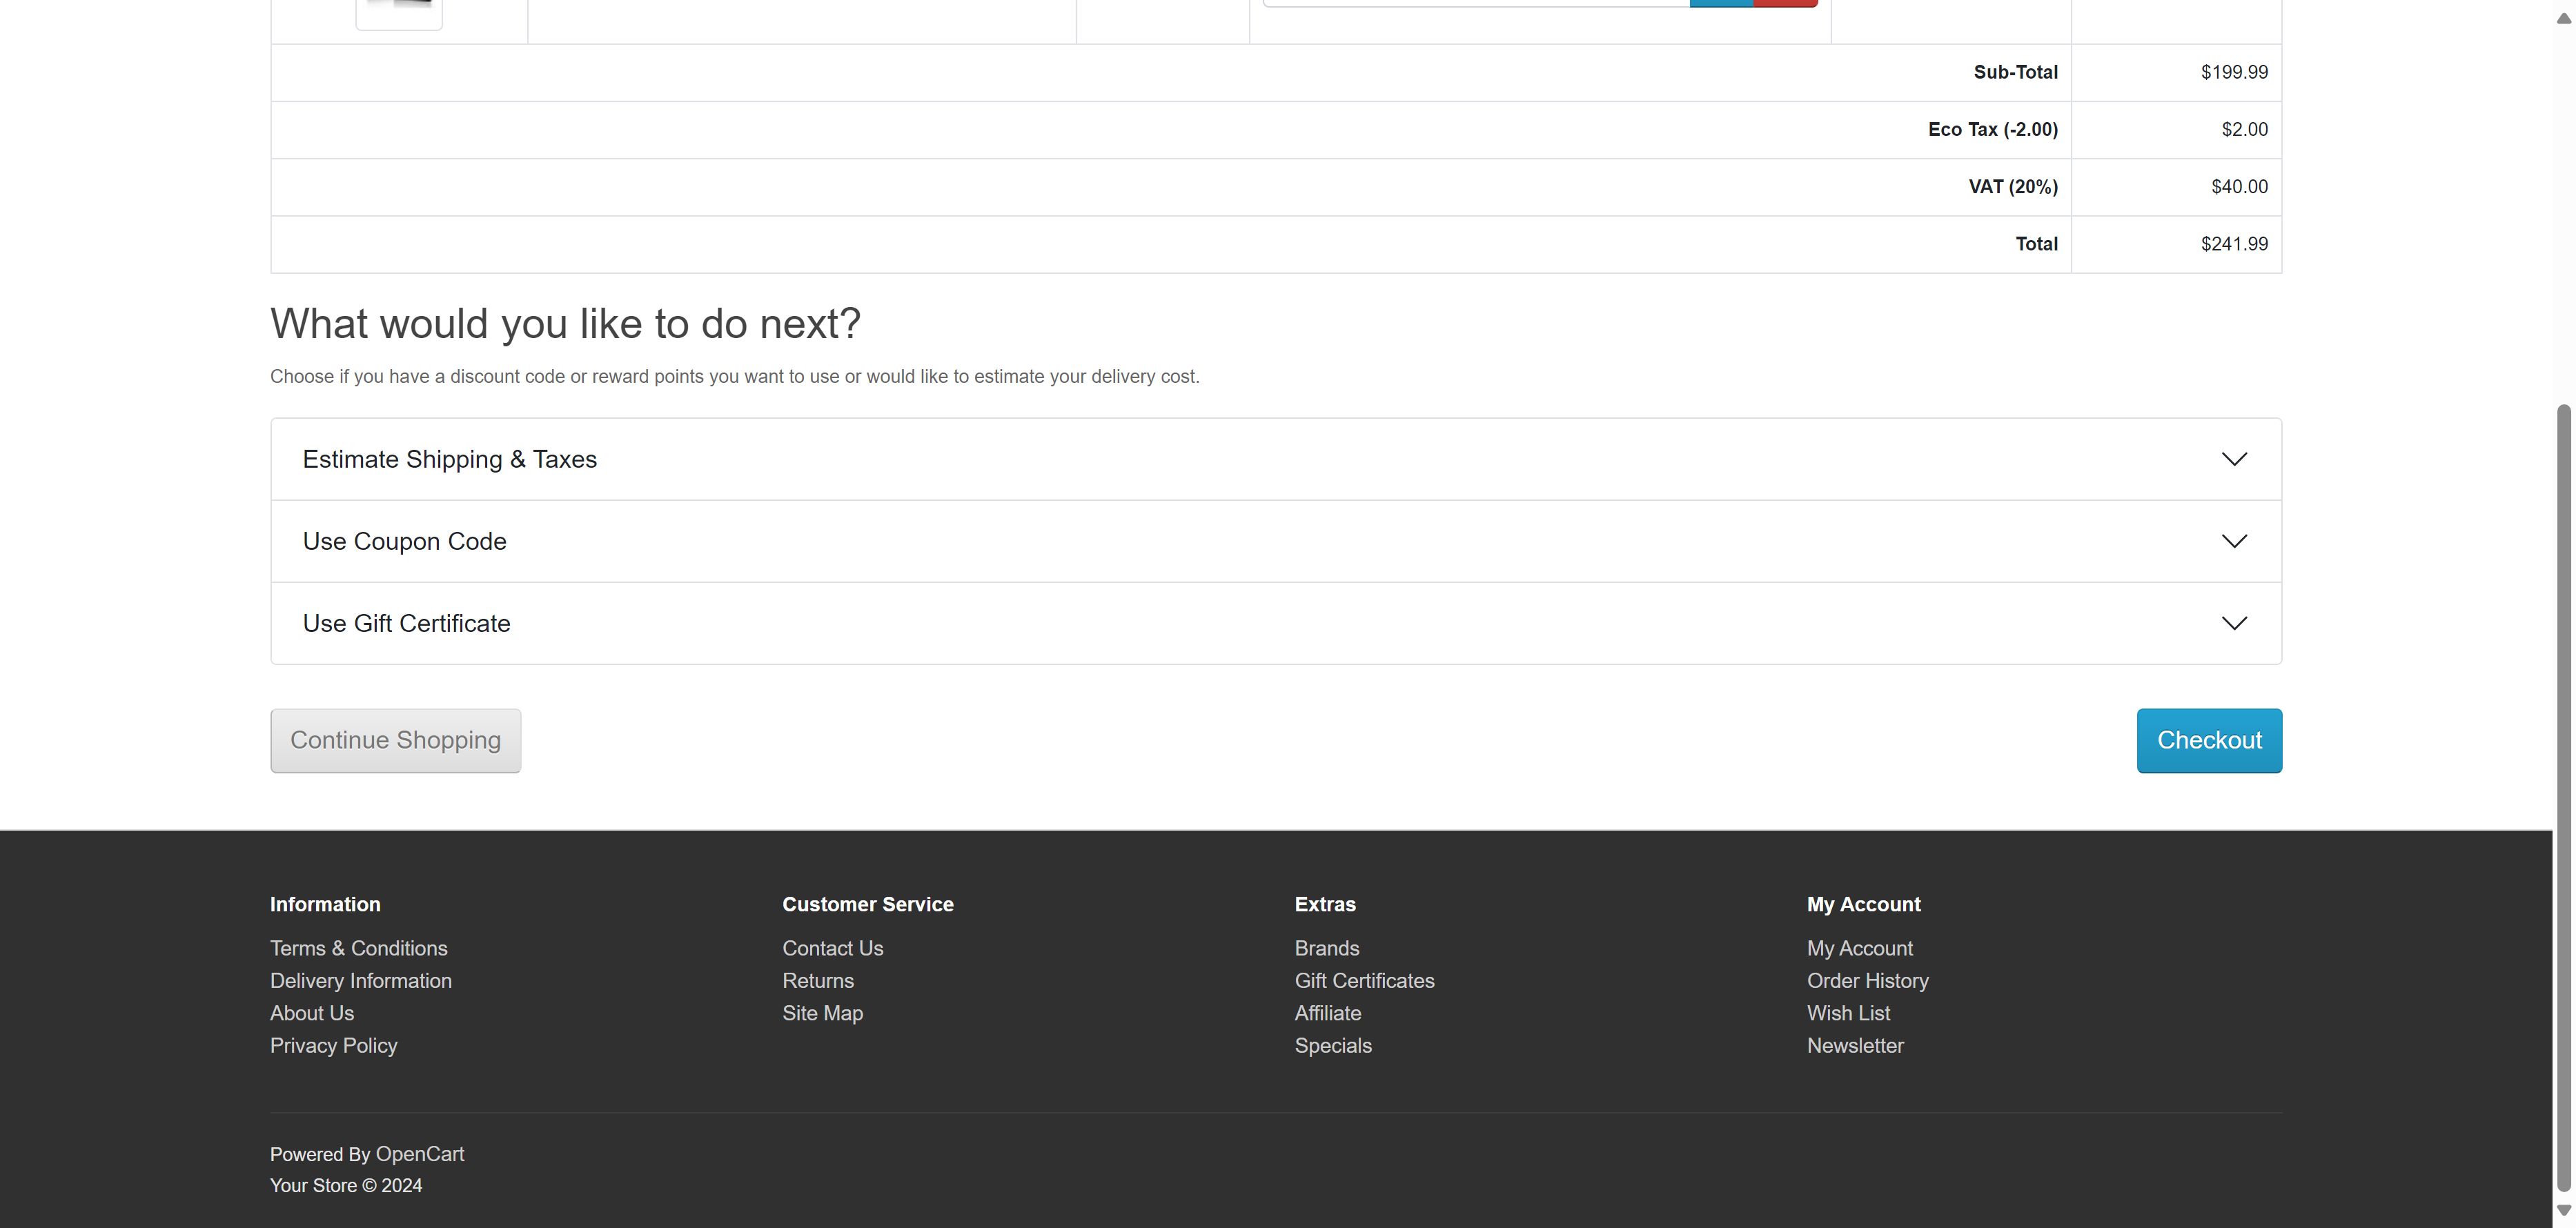 Sub-Total $199.99
Eco Tax (-2.00) $2.00
VAT (20%) $40.00
Total $241.99
What would you like to do next?
Choose if you have a discount code or reward points you want to use or would like to estimate your delivery cost.
Estimate Shipping & Taxes
Use Coupon Code
Use Gift Certificate
Continue Shopping Checkout
Information
Terms & Conditions
Delivery Information
About Us
Privacy Policy
Customer Service
Contact Us
Returns
Site Map
Extras
Brands
Gift Certificates
Affiliate
Specials
My Account
My Account
Order History
Wish List
Newsletter
Powered By OpenCart
Your Store © 2024